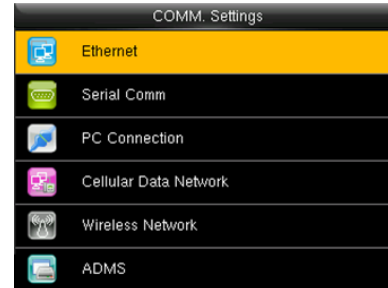 COMM. Settings
Ethernet
Serial Comm
PC Connection
Cellular Data Network
Wireless Network
ADMS